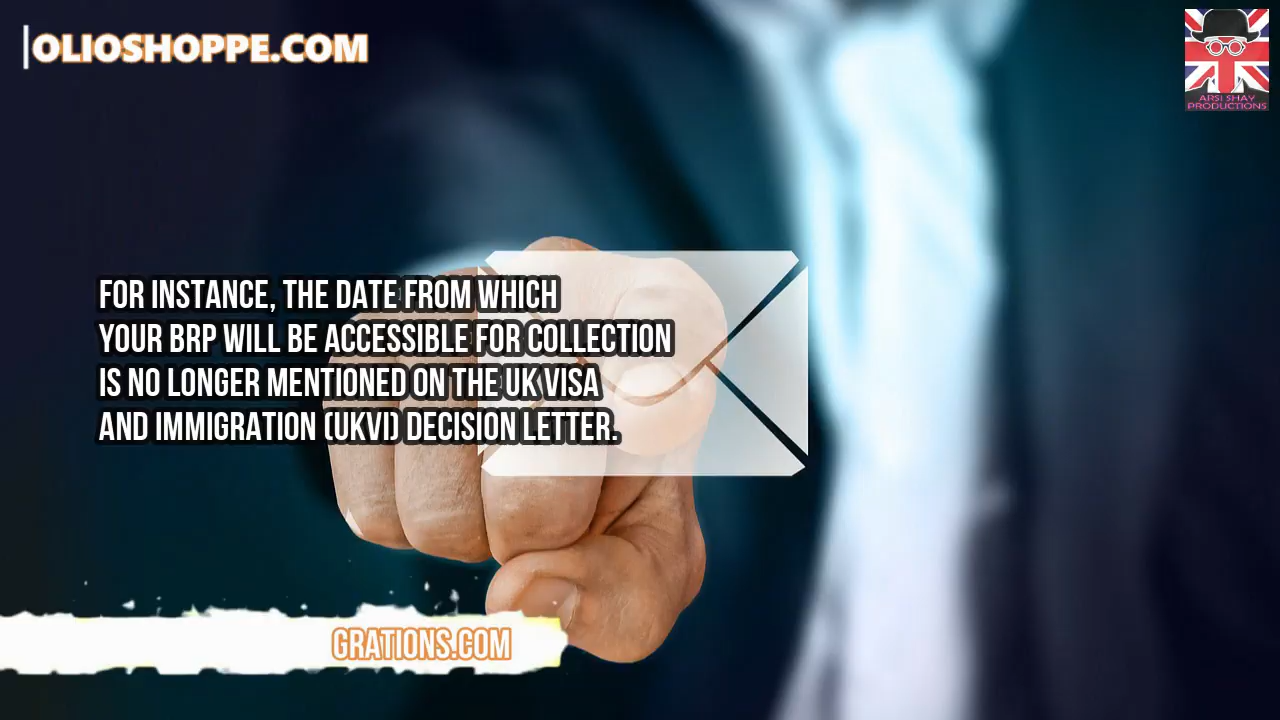 OLIOSHOPPE.COM
ARSI SHAY
PRODUCTIONS
FOR INSTANCE, THE DATE FROM WHICH
YOUR BRP WILL BE ACCESSIBLE FOR COLLECTION
IS NO LONGER MENTIONED ON THE UK VISA
AND IMMIGRATION (UKVI) DECISION LETTER.
GRATIONS.COM